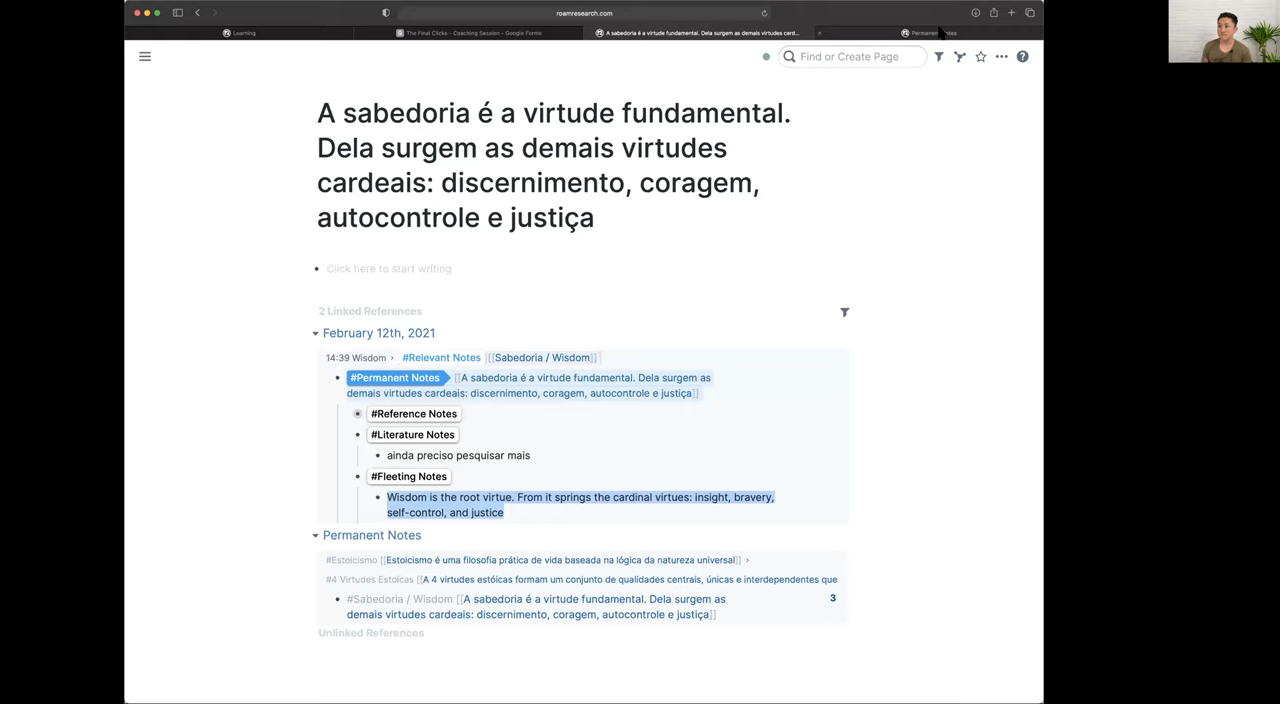 roamresearch.com
Learning
The Final Clicks - Coaching Session - Google Forms
A sabedoria é a virtude fundamental. Dela surgem as demais virtudes card...
Permanent Notes
Find or Create Page
A sabedoria é a virtude fundamental.
Dela surgem as demais virtudes
cardeais: discernimento, coragem,
autocontrole e justiça
Click here to start writing
2 Linked References
February 12th, 2021
14:39 Wisdom › #Relevant Notes [[Sabedoria / Wisdom]]
#Permanent Notes [[A sabedoria é a virtude fundamental. Dela surgem as
demais virtudes cardeais: discernimento, coragem, autocontrole e justiça]]
#Reference Notes
#Literature Notes
ainda preciso pesquisar mais
#Fleeting Notes
Wisdom is the root virtue. From it springs the cardinal virtues: insight, bravery,
self-control, and justice
Permanent Notes
#Estoicismo [[Estoicismo é uma filosofia prática de vida baseada na lógica da natureza universal]] ›
#4 Virtudes Estoicas [[A 4 virtudes estóicas formam um conjunto de qualidades centrais, únicas e interdependentes que
#Sabedoria / Wisdom [[A sabedoria é a virtude fundamental. Dela surgem as 3
demais virtudes cardeais: discernimento, coragem, autocontrole e justiça]]
Unlinked References